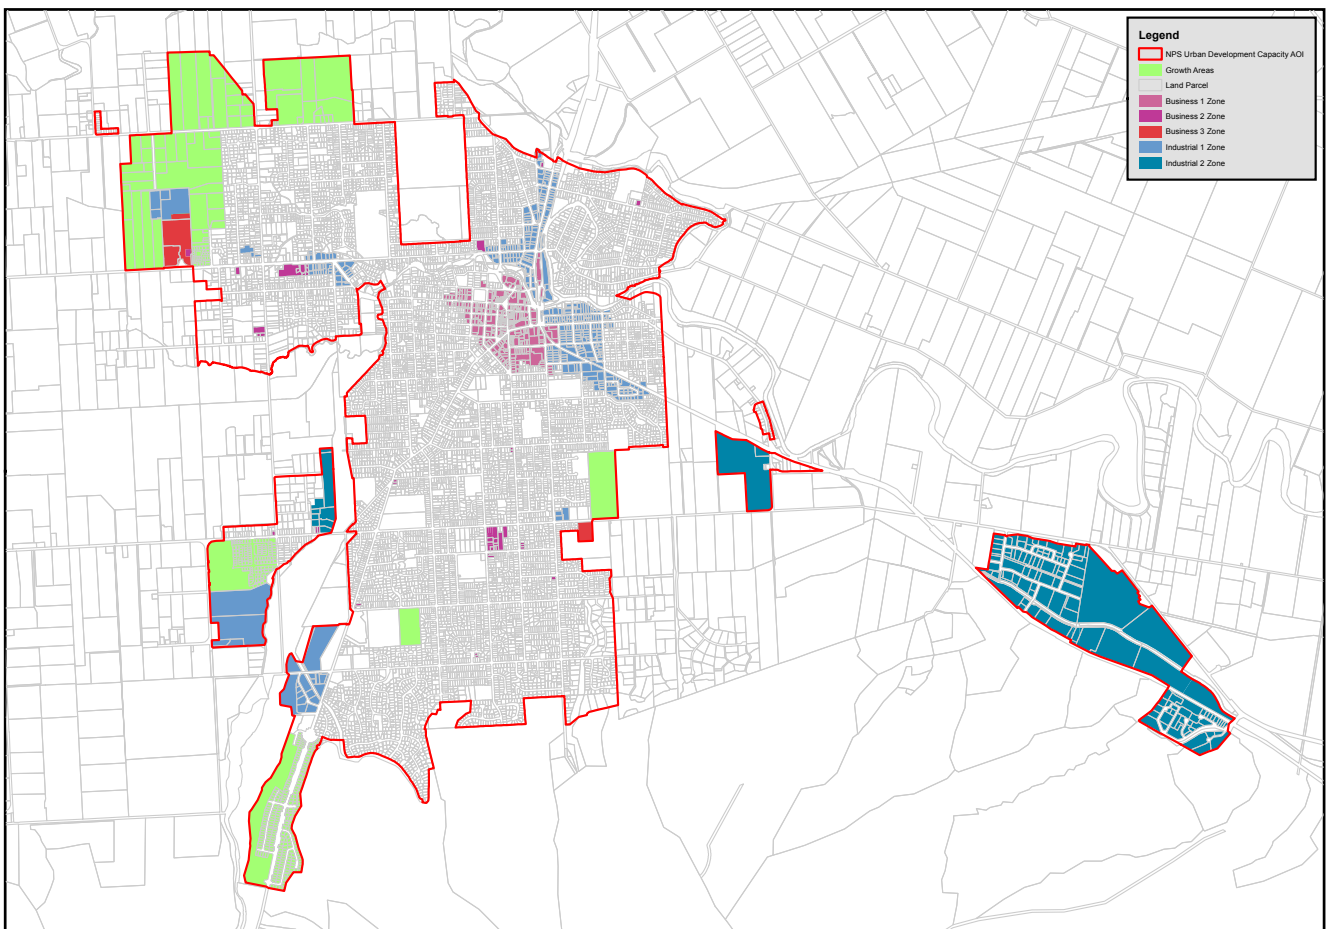 Legend
NPS Urban Development Capacity AOI
Growth Areas
Land Parcel
Business 1 Zone
Business 2 Zone
Business 3 Zone
Industrial 1 Zone
Industrial 2 Zone